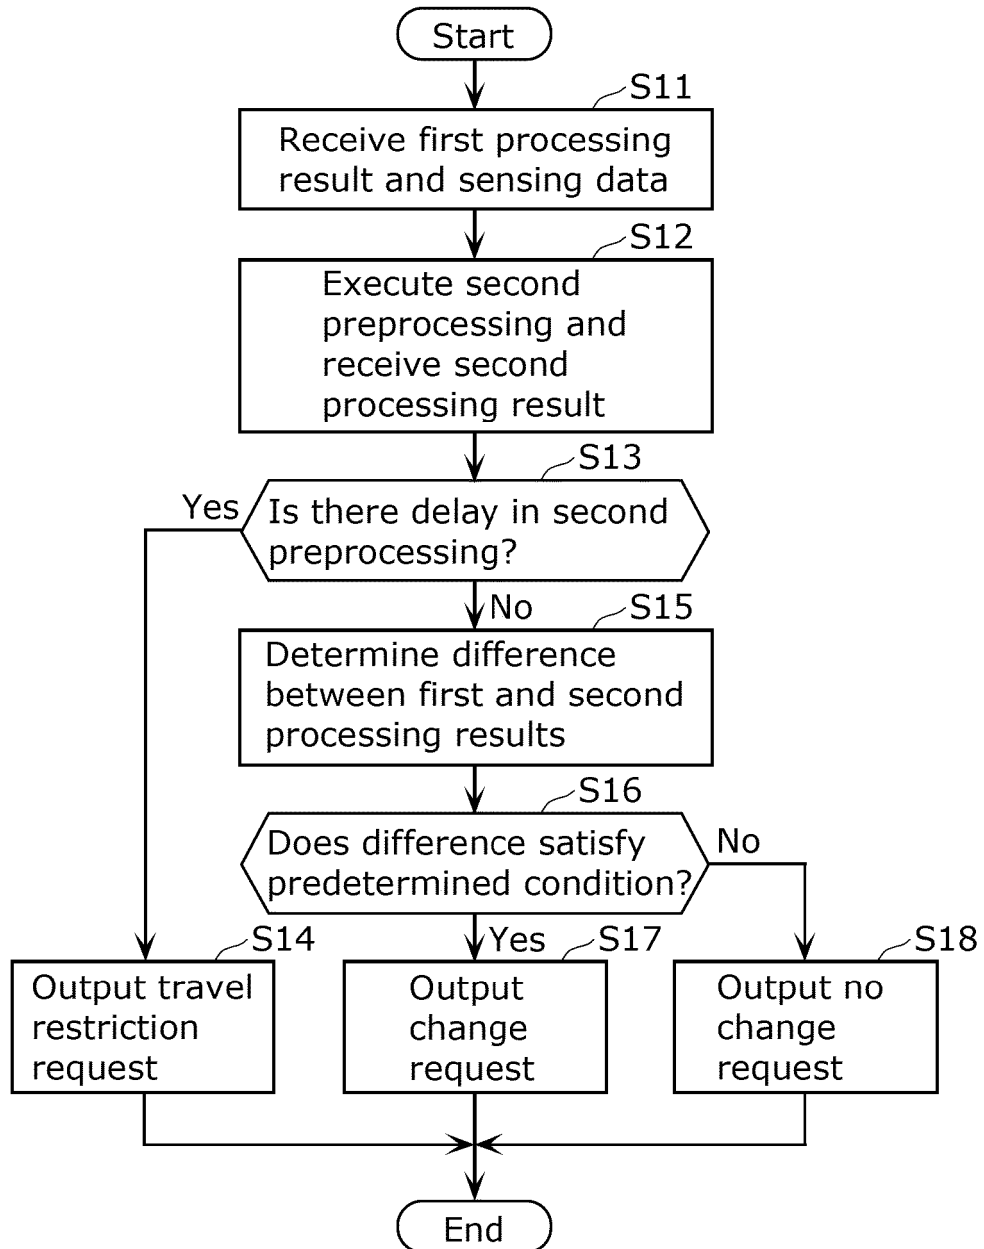 Start
S11
Receive first processing
result and sensing data
S12
Execute second
preprocessing and
receive second
processing result
S13
Yes
Is there delay in second
preprocessing?
No
S15
Determine difference
between first and second
processing results
S16
Does difference satisfy
predetermined condition?
No
Yes
S14
Output travel
restriction
request
S17
Output
change
request
S18
Output no
change
request
End